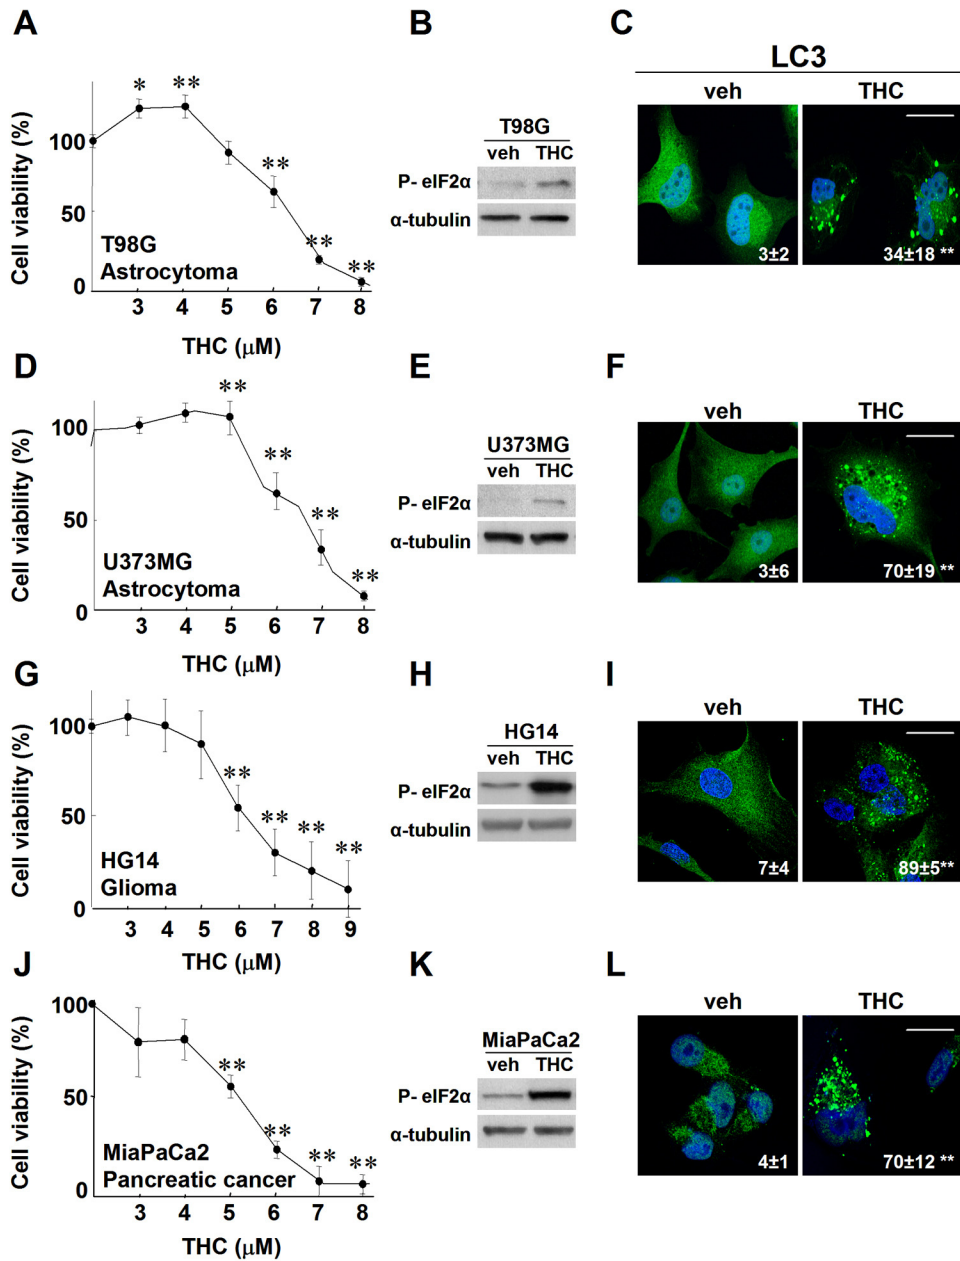 A
B
C
LC3
veh
THC
T98G
veh THC
P- eIF2α
α-tubulin
3±2
34±18 **
Cell viability (%)
100
50
0
* ** ** ** **
T98G
Astrocytoma
3 4 5 6 7 8
THC (μM)
D
E
F
veh
THC
U373MG
veh THC
P- eIF2α
α-tubulin
3±6
70±19 **
Cell viability (%)
100
50
0
** ** ** **
U373MG
Astrocytoma
3 4 5 6 7 8
THC (μM)
G
H
I
veh
THC
HG14
veh THC
P- eIF2α
α-tubulin
7±4
89±5**
Cell viability (%)
100
50
0
** ** ** **
HG14
Glioma
3 4 5 6 7 8 9
THC (μM)
J
K
L
veh
THC
MiaPaCa2
veh THC
P- eIF2α
α-tubulin
4±1
70±12 **
Cell viability (%)
100
50
0
** ** ** **
MiaPaCa2
Pancreatic cancer
3 4 5 6 7 8
THC (μM)